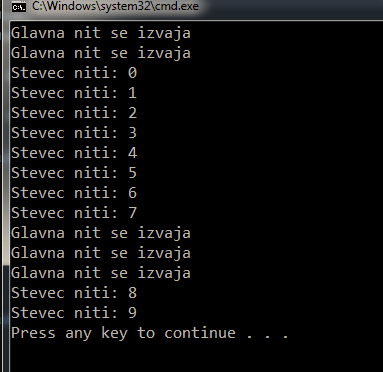 C:\Windows\system32\cmd.exe
Glavna nit se izvaja
Glavna nit se izvaja
Stevec niti: 0
Stevec niti: 1
Stevec niti: 2
Stevec niti: 3
Stevec niti: 4
Stevec niti: 5
Stevec niti: 6
Stevec niti: 7
Glavna nit se izvaja
Glavna nit se izvaja
Glavna nit se izvaja
Stevec niti: 8
Stevec niti: 9
Press any key to continue . . .